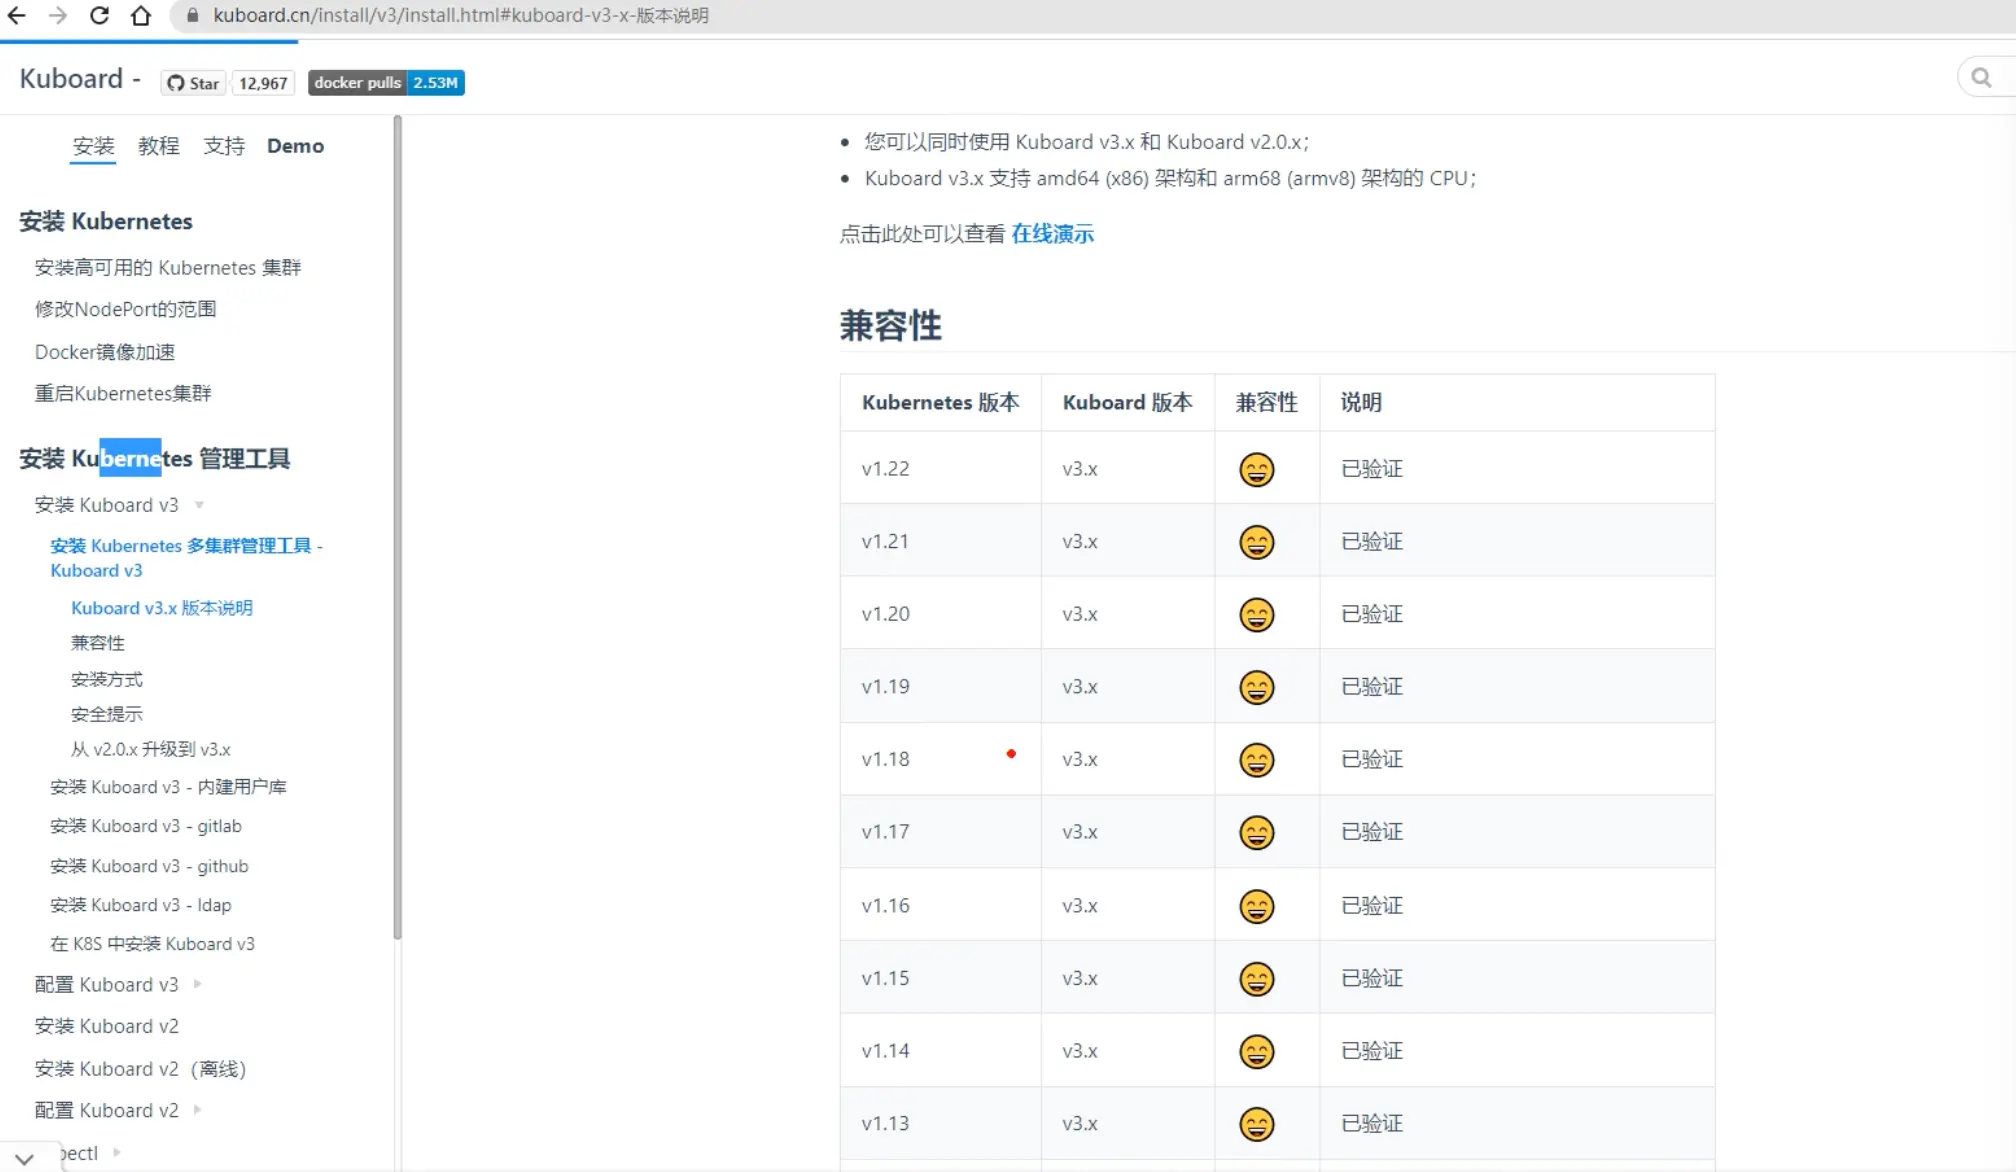 kuboard.cn/install/v3/install.html#kuboard-v3-x-版本说明
Kuboard -
Star
12,967
docker pulls 2.53M
安装 教程 支持 Demo
安装 Kubernetes
安装高可用的 Kubernetes 集群
修改NodePort的范围
Docker镜像加速
重启Kubernetes集群
安装 Kubernetes 管理工具
安装 Kuboard v3
安装 Kubernetes 多集群管理工具 -
Kuboard v3
Kuboard v3.x 版本说明
兼容性
安装方式
安全提示
从 v2.0.x 升级到 v3.x
安装 Kuboard v3 - 内建用户库
安装 Kuboard v3 - gitlab
安装 Kuboard v3 - github
安装 Kuboard v3 - ldap
在 K8S 中安装 Kuboard v3
配置 Kuboard v3
安装 Kuboard v2
安装 Kuboard v2（离线）
配置 Kuboard v2
您可以同时使用 Kuboard v3.x 和 Kuboard v2.0.x；
Kuboard v3.x 支持 amd64 (x86) 架构和 arm68 (armv8) 架构的 CPU；
点击此处可以查看 在线演示
兼容性
Kubernetes 版本 Kuboard 版本 兼容性 说明
v1.22 v3.x 已验证
v1.21 v3.x 已验证
v1.20 v3.x 已验证
v1.19 v3.x 已验证
v1.18 v3.x 已验证
v1.17 v3.x 已验证
v1.16 v3.x 已验证
v1.15 v3.x 已验证
v1.14 v3.x 已验证
v1.13 v3.x 已验证